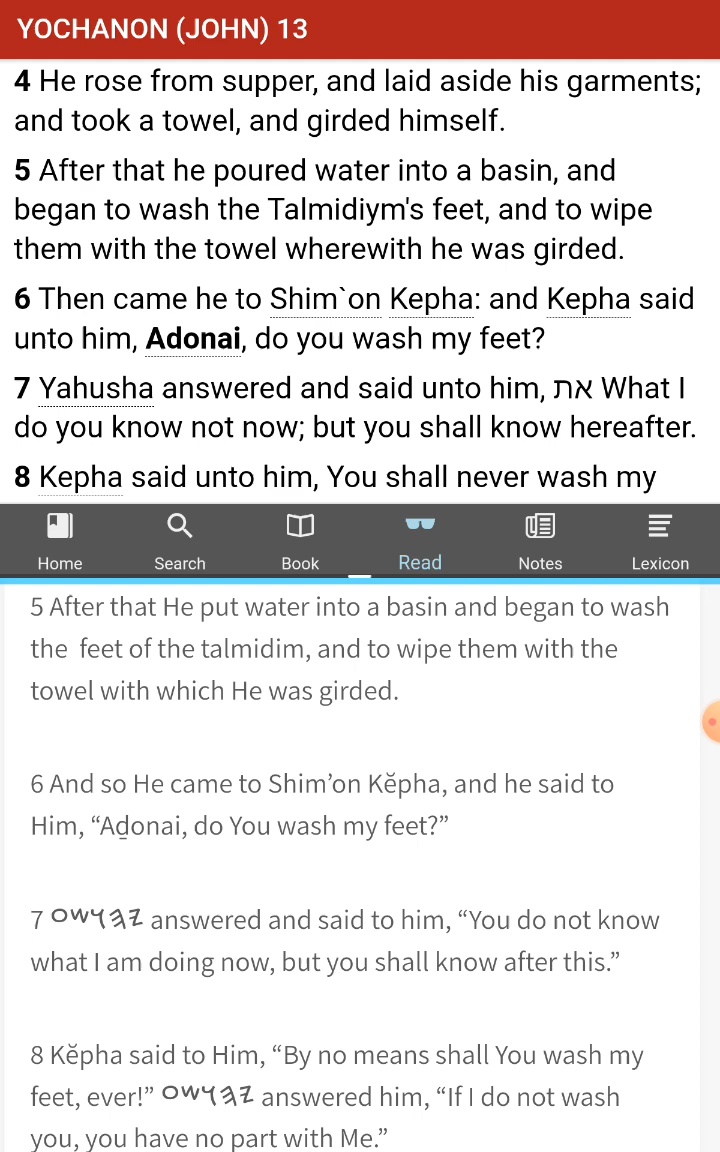 YOCHANON (JOHN) 13
4 He rose from supper, and laid aside his garments;
and took a towel, and girded himself.
5 After that he poured water into a basin, and
began to wash the Talmidiym's feet, and to wipe
them with the towel wherewith he was girded.
6 Then came he to Shim`on Kepha: and Kepha said
unto him, Adonai, do you wash my feet?
7 Yahusha answered and said unto him, את What I
do you know not now; but you shall know hereafter.
8 Kepha said unto him, You shall never wash my
Home Search Book Read Notes Lexicon
5 After that He put water into a basin and began to wash
the feet of the talmidim, and to wipe them with the
towel with which He was girded.
6 And so He came to Shim’on Kĕpha, and he said to
Him, “Aḏonai, do You wash my feet?”
7 𐤉𐤄𐤅𐤔𐤏 answered and said to him, “You do not know
what I am doing now, but you shall know after this.”
8 Kĕpha said to Him, “By no means shall You wash my
feet, ever!” 𐤉𐤄𐤅𐤔𐤏 answered him, “If I do not wash
you, you have no part with Me.”